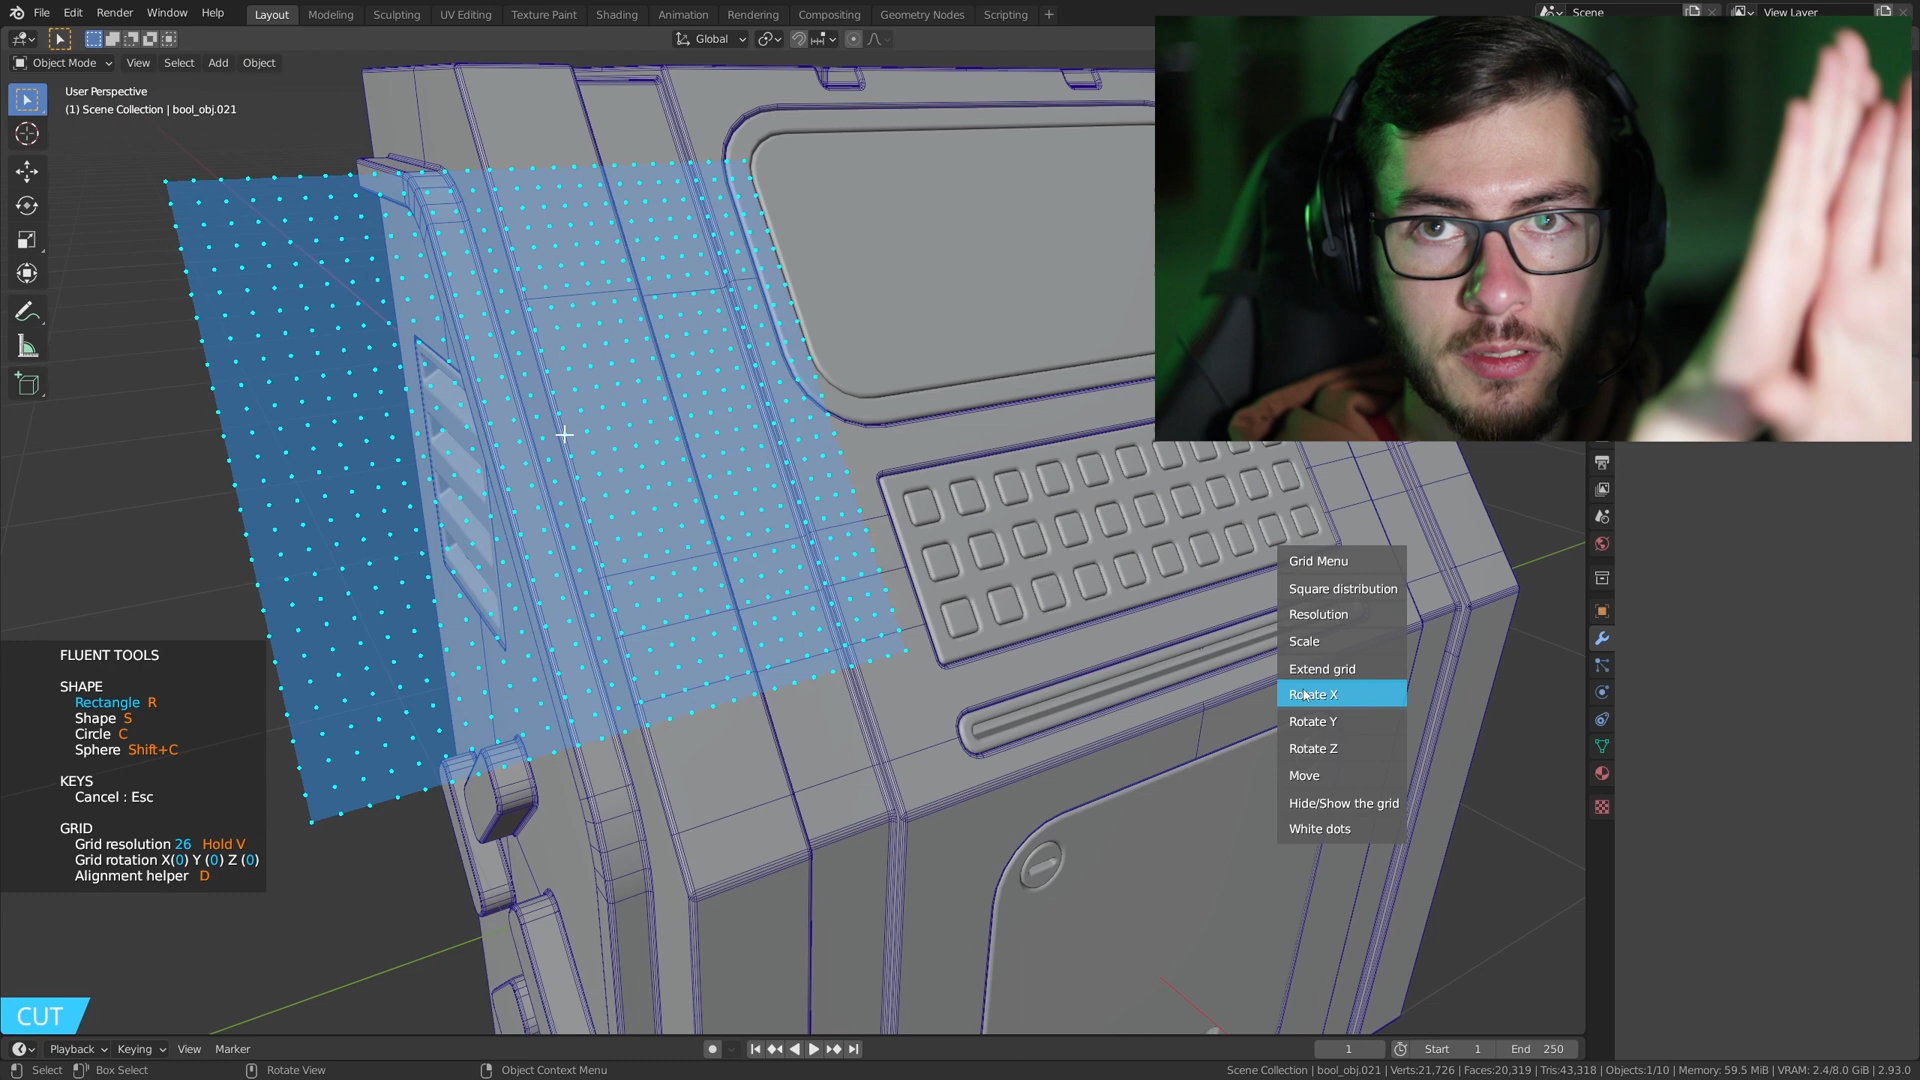 File Edit Render Window Help Layout Modeling Sculpting UV Editing Texture Paint Shading Animation Rendering Compositing Geometry Nodes Scripting + Scene View Layer
Global
Object Mode View Select Add Object
User Perspective
(1) Scene Collection | bool_obj.021
Grid Menu
Square distribution
Resolution
Scale
Extend grid
Rotate X
Rotate Y
Rotate Z
Move
Hide/Show the grid
White dots
FLUENT TOOLS
SHAPE
Rectangle R
Shape S
Circle C
Sphere Shift+C
KEYS
Cancel : Esc
GRID
Grid resolution 26 Hold V
Grid rotation X(0) Y (0) Z (0)
Alignment helper D
CUT
Playback Keying View Marker 1 Start 1 End 250
Select Box Select Rotate View Object Context Menu Scene Collection | bool_obj.021 | Verts:21,726 | Faces:20,319 | Tris:43,318 | Objects:1/10 | Memory: 59.5 MiB | VRAM: 2.4/8.0 GiB | 2.93.0